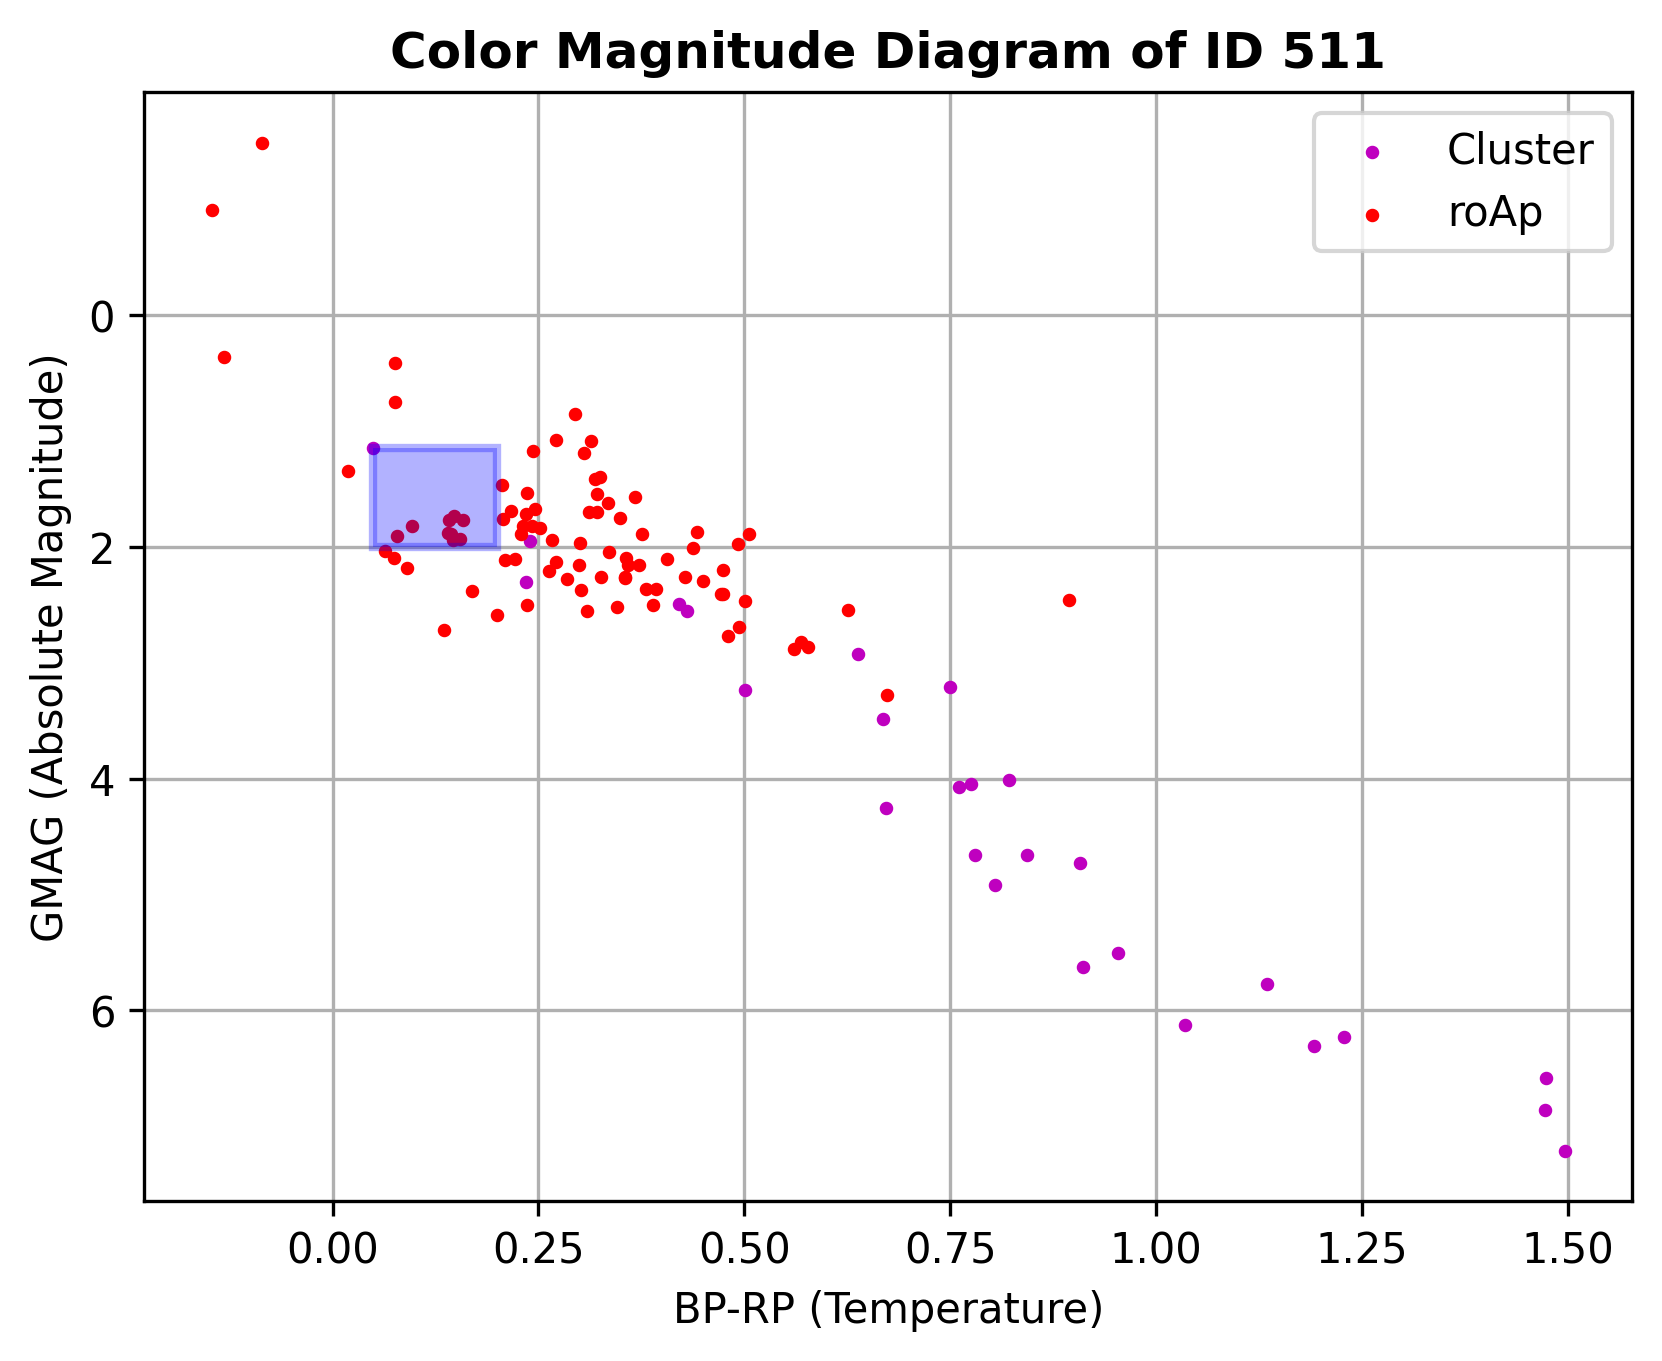 Color Magnitude Diagram of ID 511
Cluster
roAp
GMAG (Absolute Magnitude)
0
2
4
6
0.00 0.25 0.50 0.75 1.00 1.25 1.50
BP-RP (Temperature)